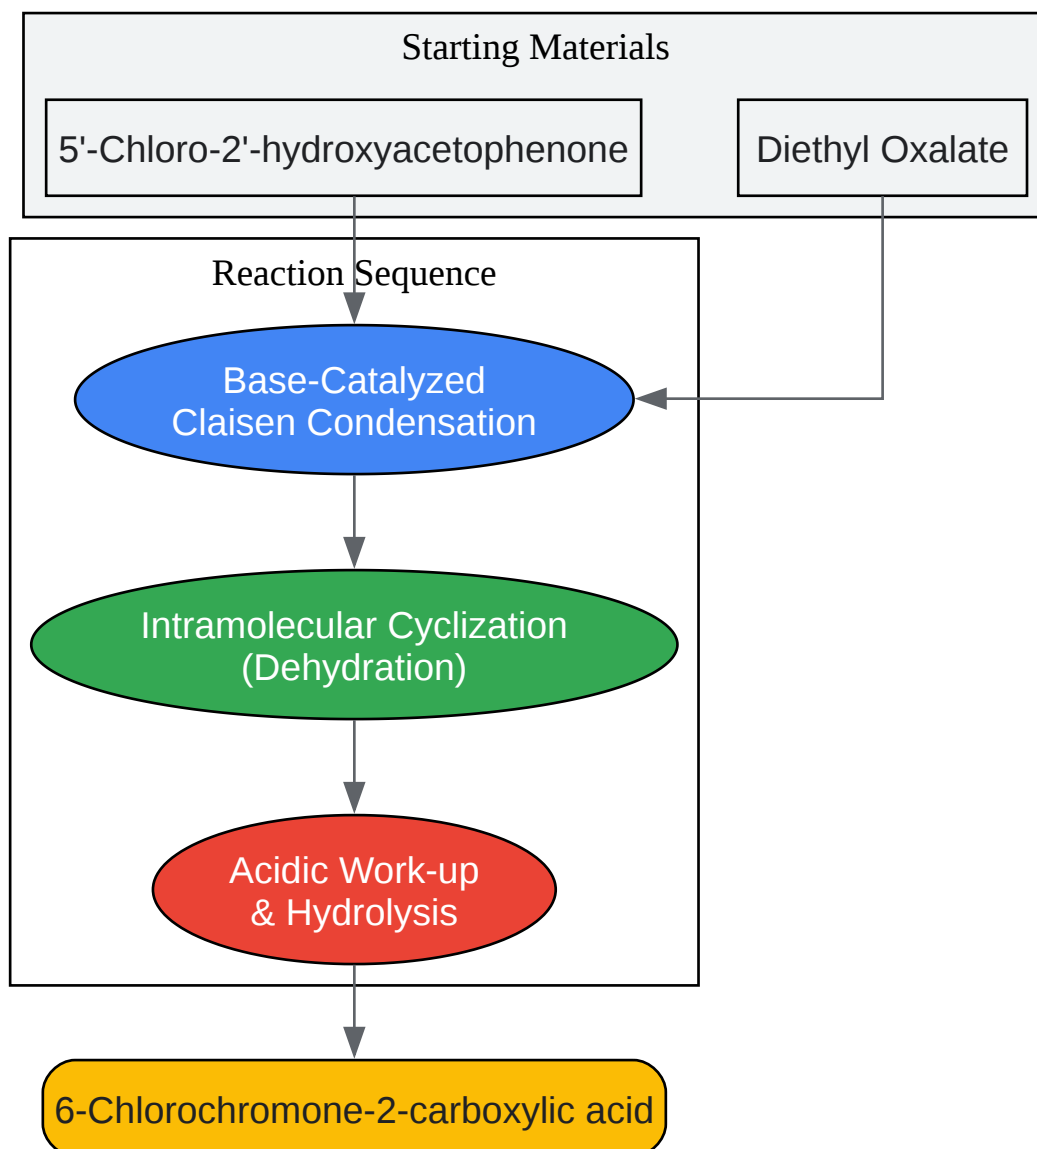 Starting Materials
5'-Chloro-2'-hydroxyacetophenone
Diethyl Oxalate
Reaction Sequence
Base-Catalyzed
Claisen Condensation
Intramolecular Cyclization
(Dehydration)
Acidic Work-up
& Hydrolysis
6-Chlorochromone-2-carboxylic acid